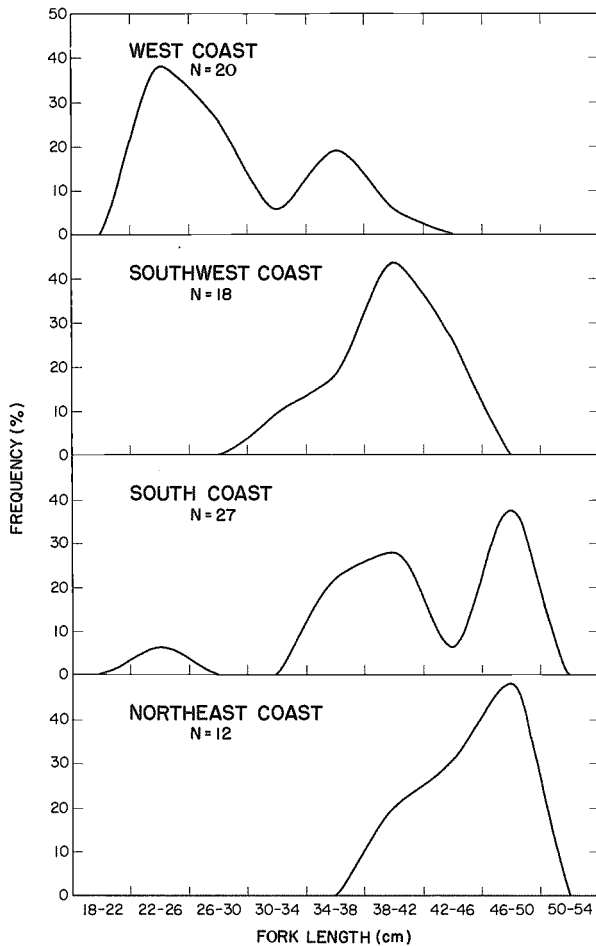 50
40
30
20
10
0
WEST COAST
N=20
40
30
20
10
0
SOUTHWEST COAST
N=18
40
30
20
10
0
SOUTH COAST
N=27
40
30
20
10
0
NORTHEAST COAST
N=12
FREQUENCY (%)
18-22 22-26 26-30 30-34 34-38 38-42 42-46 46-50 50-54
FORK LENGTH (cm)